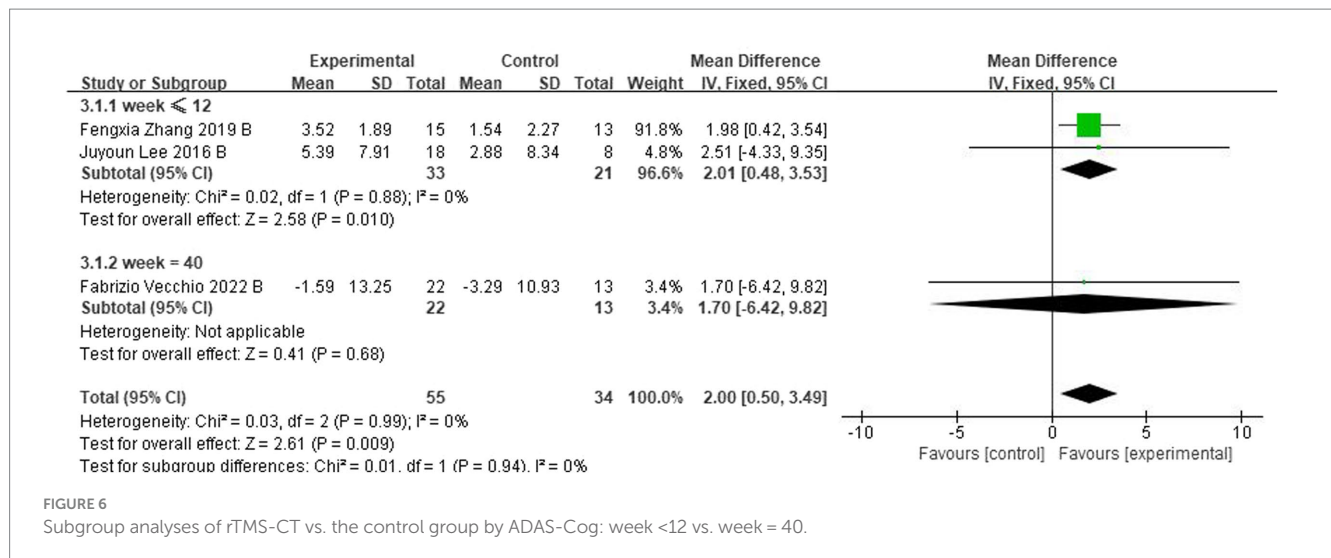 Experimental Control Mean Difference Mean Difference
Study or Subgroup Mean SD Total Mean SD Total Weight IV, Fixed, 95% CI IV, Fixed, 95% CI
3.1.1 week ⩽ 12
Fengxia Zhang 2019 B 3.52 1.89 15 1.54 2.27 13 91.8% 1.98 [0.42, 3.54]
Juyoun Lee 2016 B 5.39 7.91 18 2.88 8.34 8 4.8% 2.51 [-4.33, 9.35]
Subtotal (95% CI) 33 21 96.6% 2.01 [0.48, 3.53]
Heterogeneity: Chi² = 0.02, df = 1 (P = 0.88); I² = 0%
Test for overall effect: Z = 2.58 (P = 0.010)
3.1.2 week = 40
Fabrizio Vecchio 2022 B -1.59 13.25 22 -3.29 10.93 13 3.4% 1.70 [-6.42, 9.82]
Subtotal (95% CI) 22 13 3.4% 1.70 [-6.42, 9.82]
Heterogeneity: Not applicable
Test for overall effect: Z = 0.41 (P = 0.68)
Total (95% CI) 55 34 100.0% 2.00 [0.50, 3.49]
Heterogeneity: Chi² = 0.03, df = 2 (P = 0.99); I² = 0%
Test for overall effect: Z = 2.61 (P = 0.009)
Test for subgroup differences: Chi² = 0.01, df = 1 (P = 0.94), I² = 0%
-10 -5 0 5 10
Favours [control] Favours [experimental]
FIGURE 6
Subgroup analyses of rTMS-CT vs. the control group by ADAS-Cog: week <12 vs. week = 40.